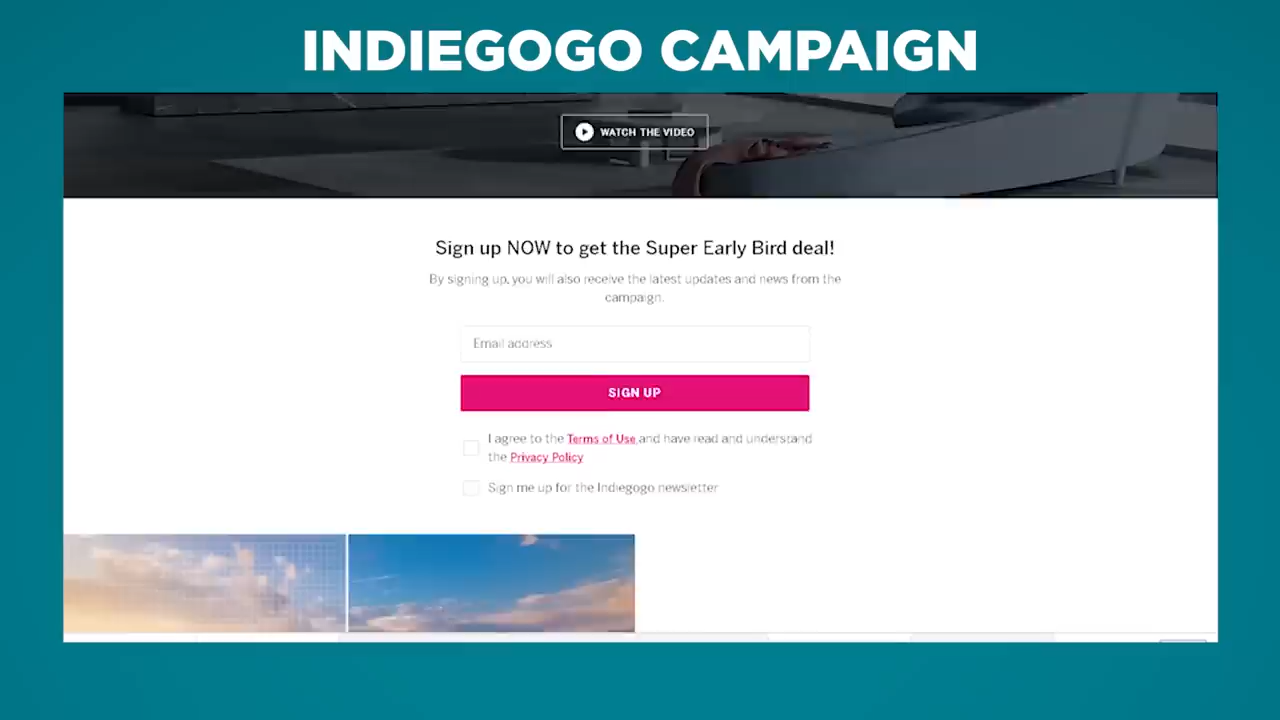 INDIEGOGO CAMPAIGN
WATCH THE VIDEO
Sign up NOW to get the Super Early Bird deal!
By signing up, you will also receive the latest updates and news from the
campaign.
Email address
SIGN UP
I agree to the Terms of Use and have read and understand
the Privacy Policy
Sign me up for the Indiegogo newsletter